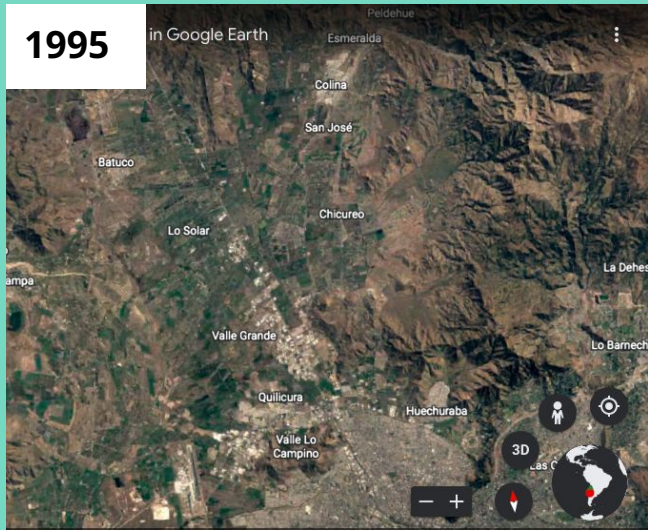 1995
in Google Earth
Peldehue
Esmeralda
Colina
San José
Batuco
Chicureo
Lo Solar
La Dehes
ampa
Valle Grande
Lo Barnech
Quilicura
Huechuraba
Valle Lo
Campino
3D
Las C